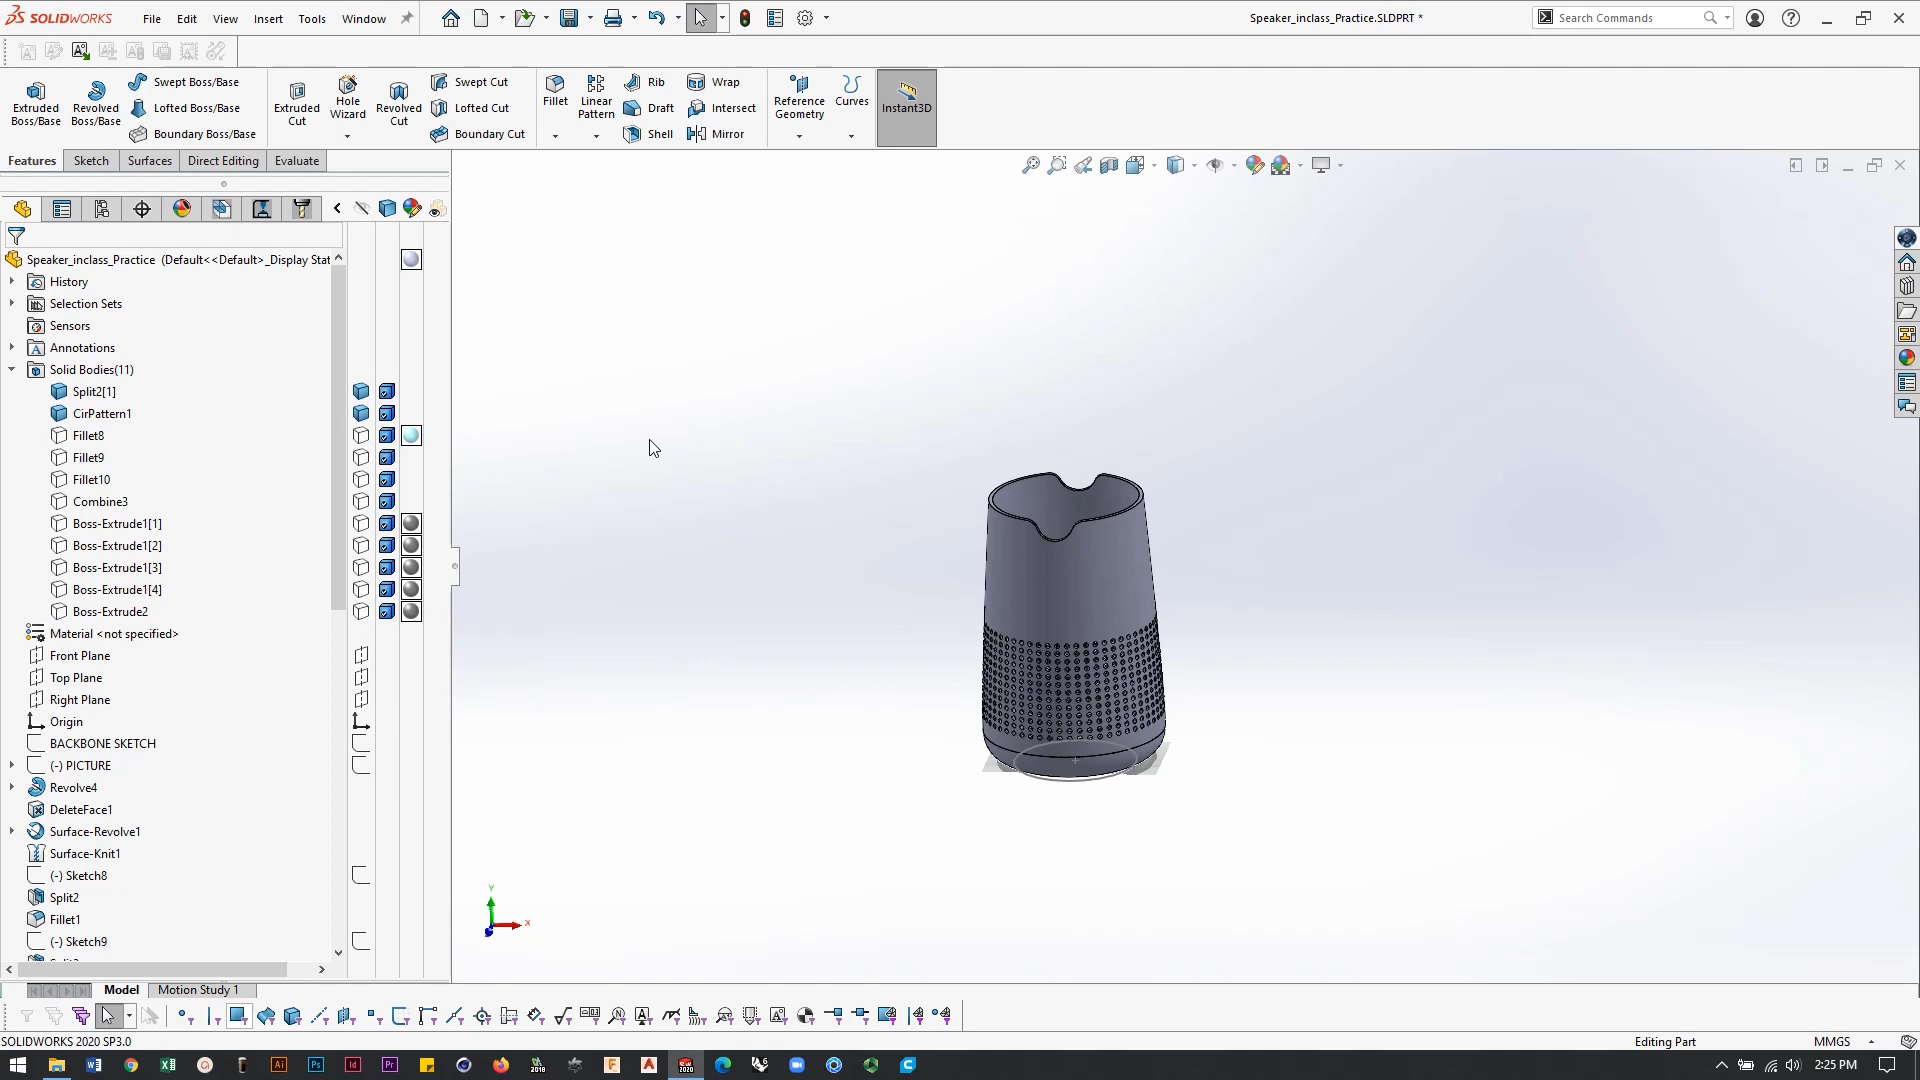 SOLIDWORKS File Edit View Insert Tools Window Speaker_inclass_Practice.SLDPRT * Search Commands
Extruded Boss/Base
Revolved Boss/Base
Swept Boss/Base
Lofted Boss/Base
Boundary Boss/Base
Extruded Cut
Hole Wizard
Revolved Cut
Swept Cut
Lofted Cut
Boundary Cut
Fillet
Linear Pattern
Rib
Draft
Shell
Wrap
Intersect
Mirror
Reference Geometry
Curves
Instant3D
Features Sketch Surfaces Direct Editing Evaluate
Speaker_inclass_Practice (Default<<Default>_Display Stat
History
Selection Sets
Sensors
Annotations
Solid Bodies(11)
Split2[1]
CirPattern1
Fillet8
Fillet9
Fillet10
Combine3
Boss-Extrude1[1]
Boss-Extrude1[2]
Boss-Extrude1[3]
Boss-Extrude1[4]
Boss-Extrude2
Material <not specified>
Front Plane
Top Plane
Right Plane
Origin
BACKBONE SKETCH
(-) PICTURE
Revolve4
DeleteFace1
Surface-Revolve1
Surface-Knit1
(-) Sketch8
Split2
Fillet1
(-) Sketch9
Y
X
Model Motion Study 1
SOLIDWORKS 2020 SP3.0 Editing Part MMGS
2:25 PM